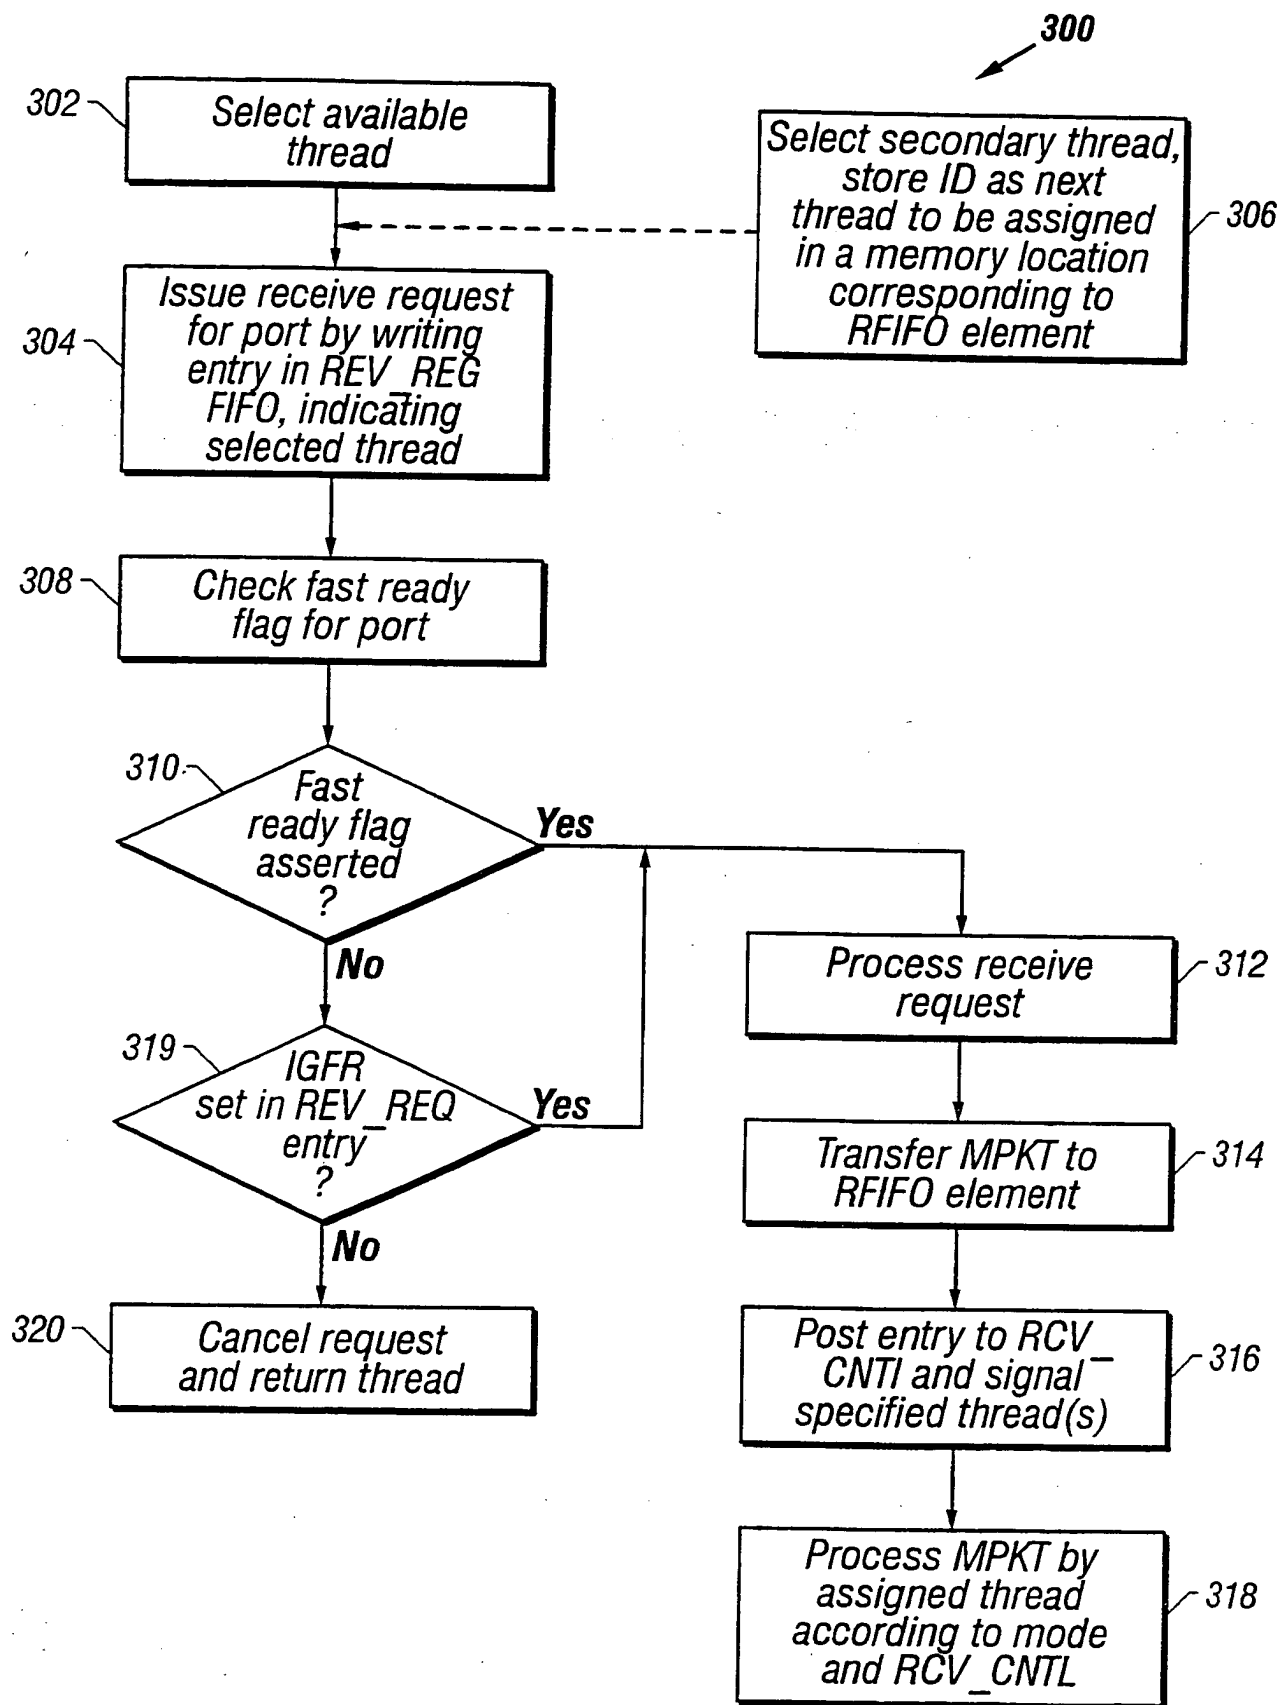 300
302
Select available
thread
Select secondary thread,
store ID as next
thread to be assigned
in a memory location
corresponding to
RFIFO element
306
304
Issue receive request
for port by writing
entry in REV_REG
FIFO, indicating
selected thread
308
Check fast ready
flag for port
310
Fast
ready flag
asserted
?
Yes
No
312
Process receive
request
319
IGFR
set in REV_REQ
entry
?
Yes
No
314
Transfer MPKT to
RFIFO element
320
Cancel request
and return thread
316
Post entry to RCV_
CNTI and signal
specified thread(s)
318
Process MPKT by
assigned thread
according to mode
and RCV_CNTL